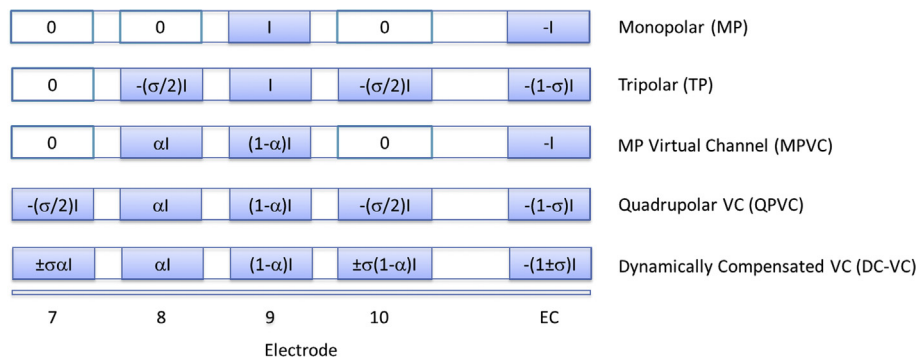 0 0 I 0 -I Monopolar (MP)
0 -(σ/2)I I -(σ/2)I -(1-σ)I Tripolar (TP)
0 αI (1-α)I 0 -I MP Virtual Channel (MPVC)
-(σ/2)I αI (1-α)I -(σ/2)I -(1-σ)I Quadrupolar VC (QPVC)
±σαI αI (1-α)I ±σ(1-α)I -(1±σ)I Dynamically Compensated VC (DC-VC)
7 8 9 10 EC
Electrode